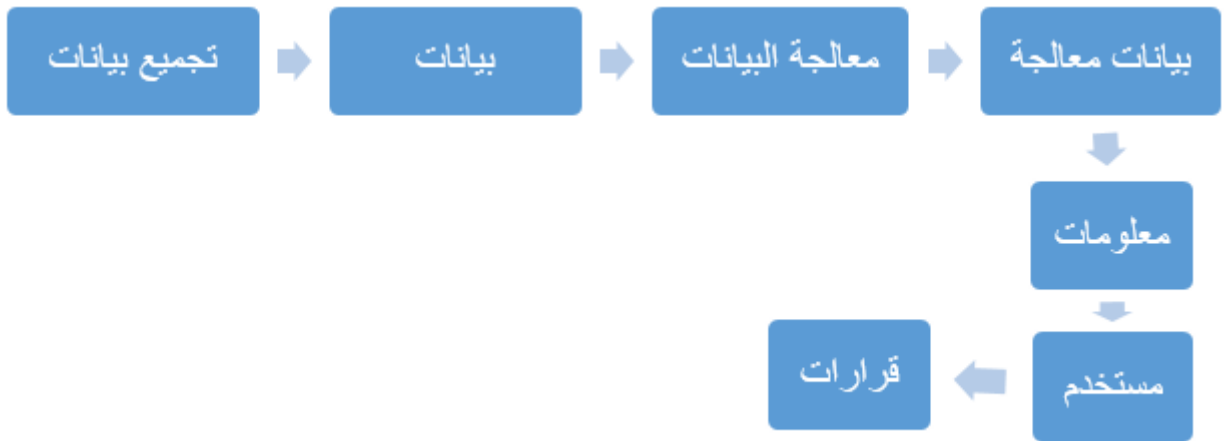 تجميع بيانات
بيانات
معالجة البيانات
بيانات معالجة
معلومات
مستخدم
قرارات